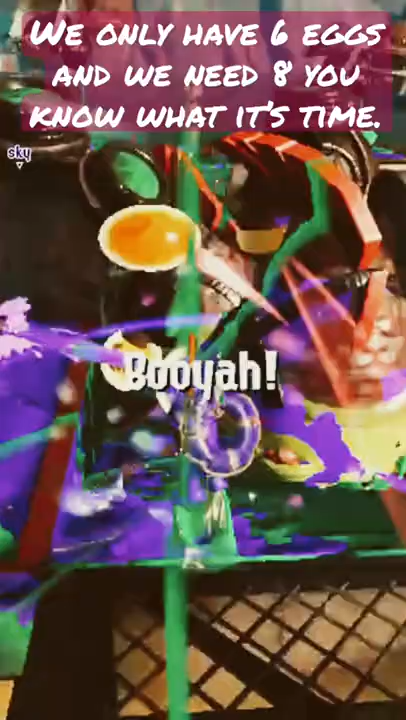 We only have 6 eggs
and we need 8 you
know what it's time.
sky
Booyah!